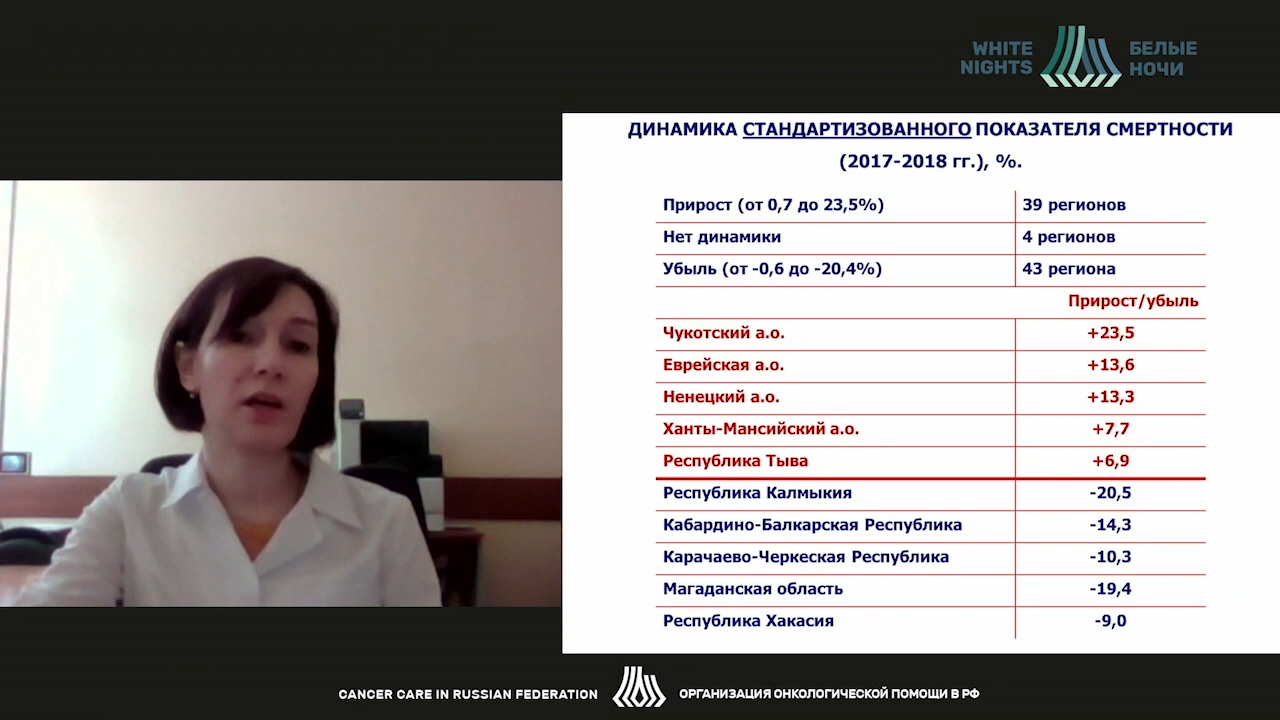 WHITE
NIGHTS
БЕЛЫЕ
НОЧИ
ДИНАМИКА СТАНДАРТИЗОВАННОГО ПОКАЗАТЕЛЯ СМЕРТНОСТИ
(2017-2018 гг.), %.
Прирост (от 0,7 до 23,5%) 39 регионов
Нет динамики 4 регионов
Убыль (от -0,6 до -20,4%) 43 региона
Прирост/убыль
Чукотский а.о. +23,5
Еврейская а.о. +13,6
Ненецкий а.о. +13,3
Ханты-Мансийский а.о. +7,7
Республика Тыва +6,9
Республика Калмыкия -20,5
Кабардино-Балкарская Республика -14,3
Карачаево-Черкеская Республика -10,3
Магаданская область -19,4
Республика Хакасия -9,0
CANCER CARE IN RUSSIAN FEDERATION
ОРГАНИЗАЦИЯ ОНКОЛОГИЧЕСКОЙ ПОМОЩИ В РФ